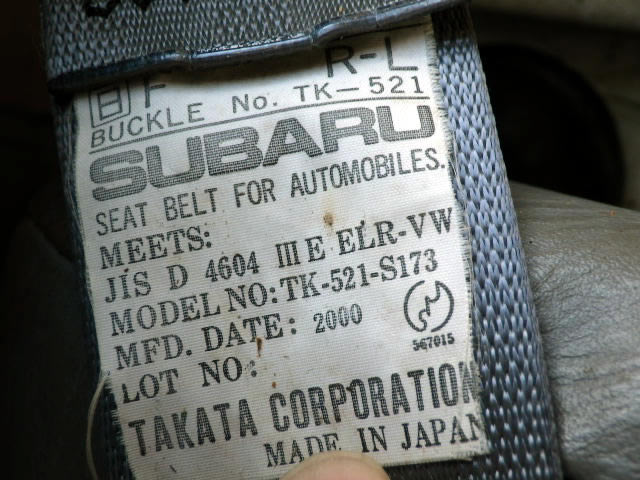 R-L
日 F
BUCKLE No. TK-521
SUBARU
SEAT BELT FOR AUTOMOBILES.
MEETS:
JIS D 4604 III E ELR-VW
MODEL NO: TK-521-S173
MFD. DATE: 2000
567015
LOT NO:
TAKATA CORPORATION
MADE IN JAPAN